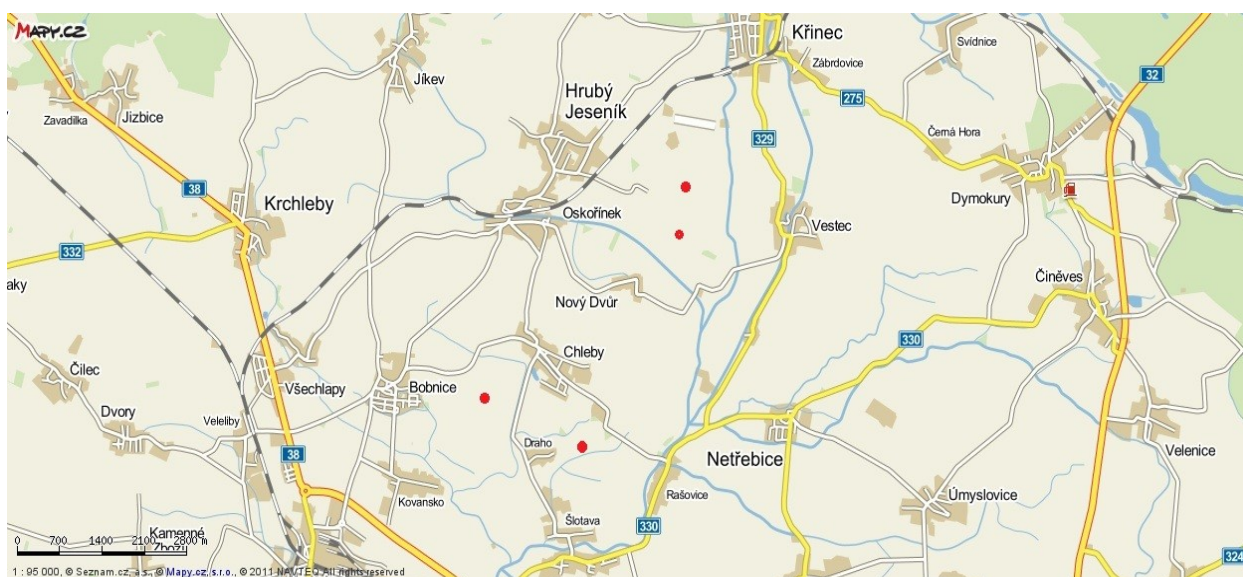 Mapy.cz
Křinec
Svídnice
Zábrdovice
32
Jíkev
Hrubý
Jeseník
275
Zavadilka
Jizbice
329
Černá Hora
38
Krchleby
Oskořínek
Dymokury
Vestec
332
aky
Činěves
Nový Dvůr
330
Chleby
Čilec
Všechlapy
Bobnice
Dvory
Veleliby
Draho
Netřebice
Velenice
38
Kovansko
Rašovice
Úmyslovice
Šlotava
330
Kamenné
Zboží
0 700 1400 2100 2800 m
324
1 : 95 000, © Seznam.cz, a.s., © Mapy.cz, s.r.o., © 2011 NAVTEQ All rights reserved